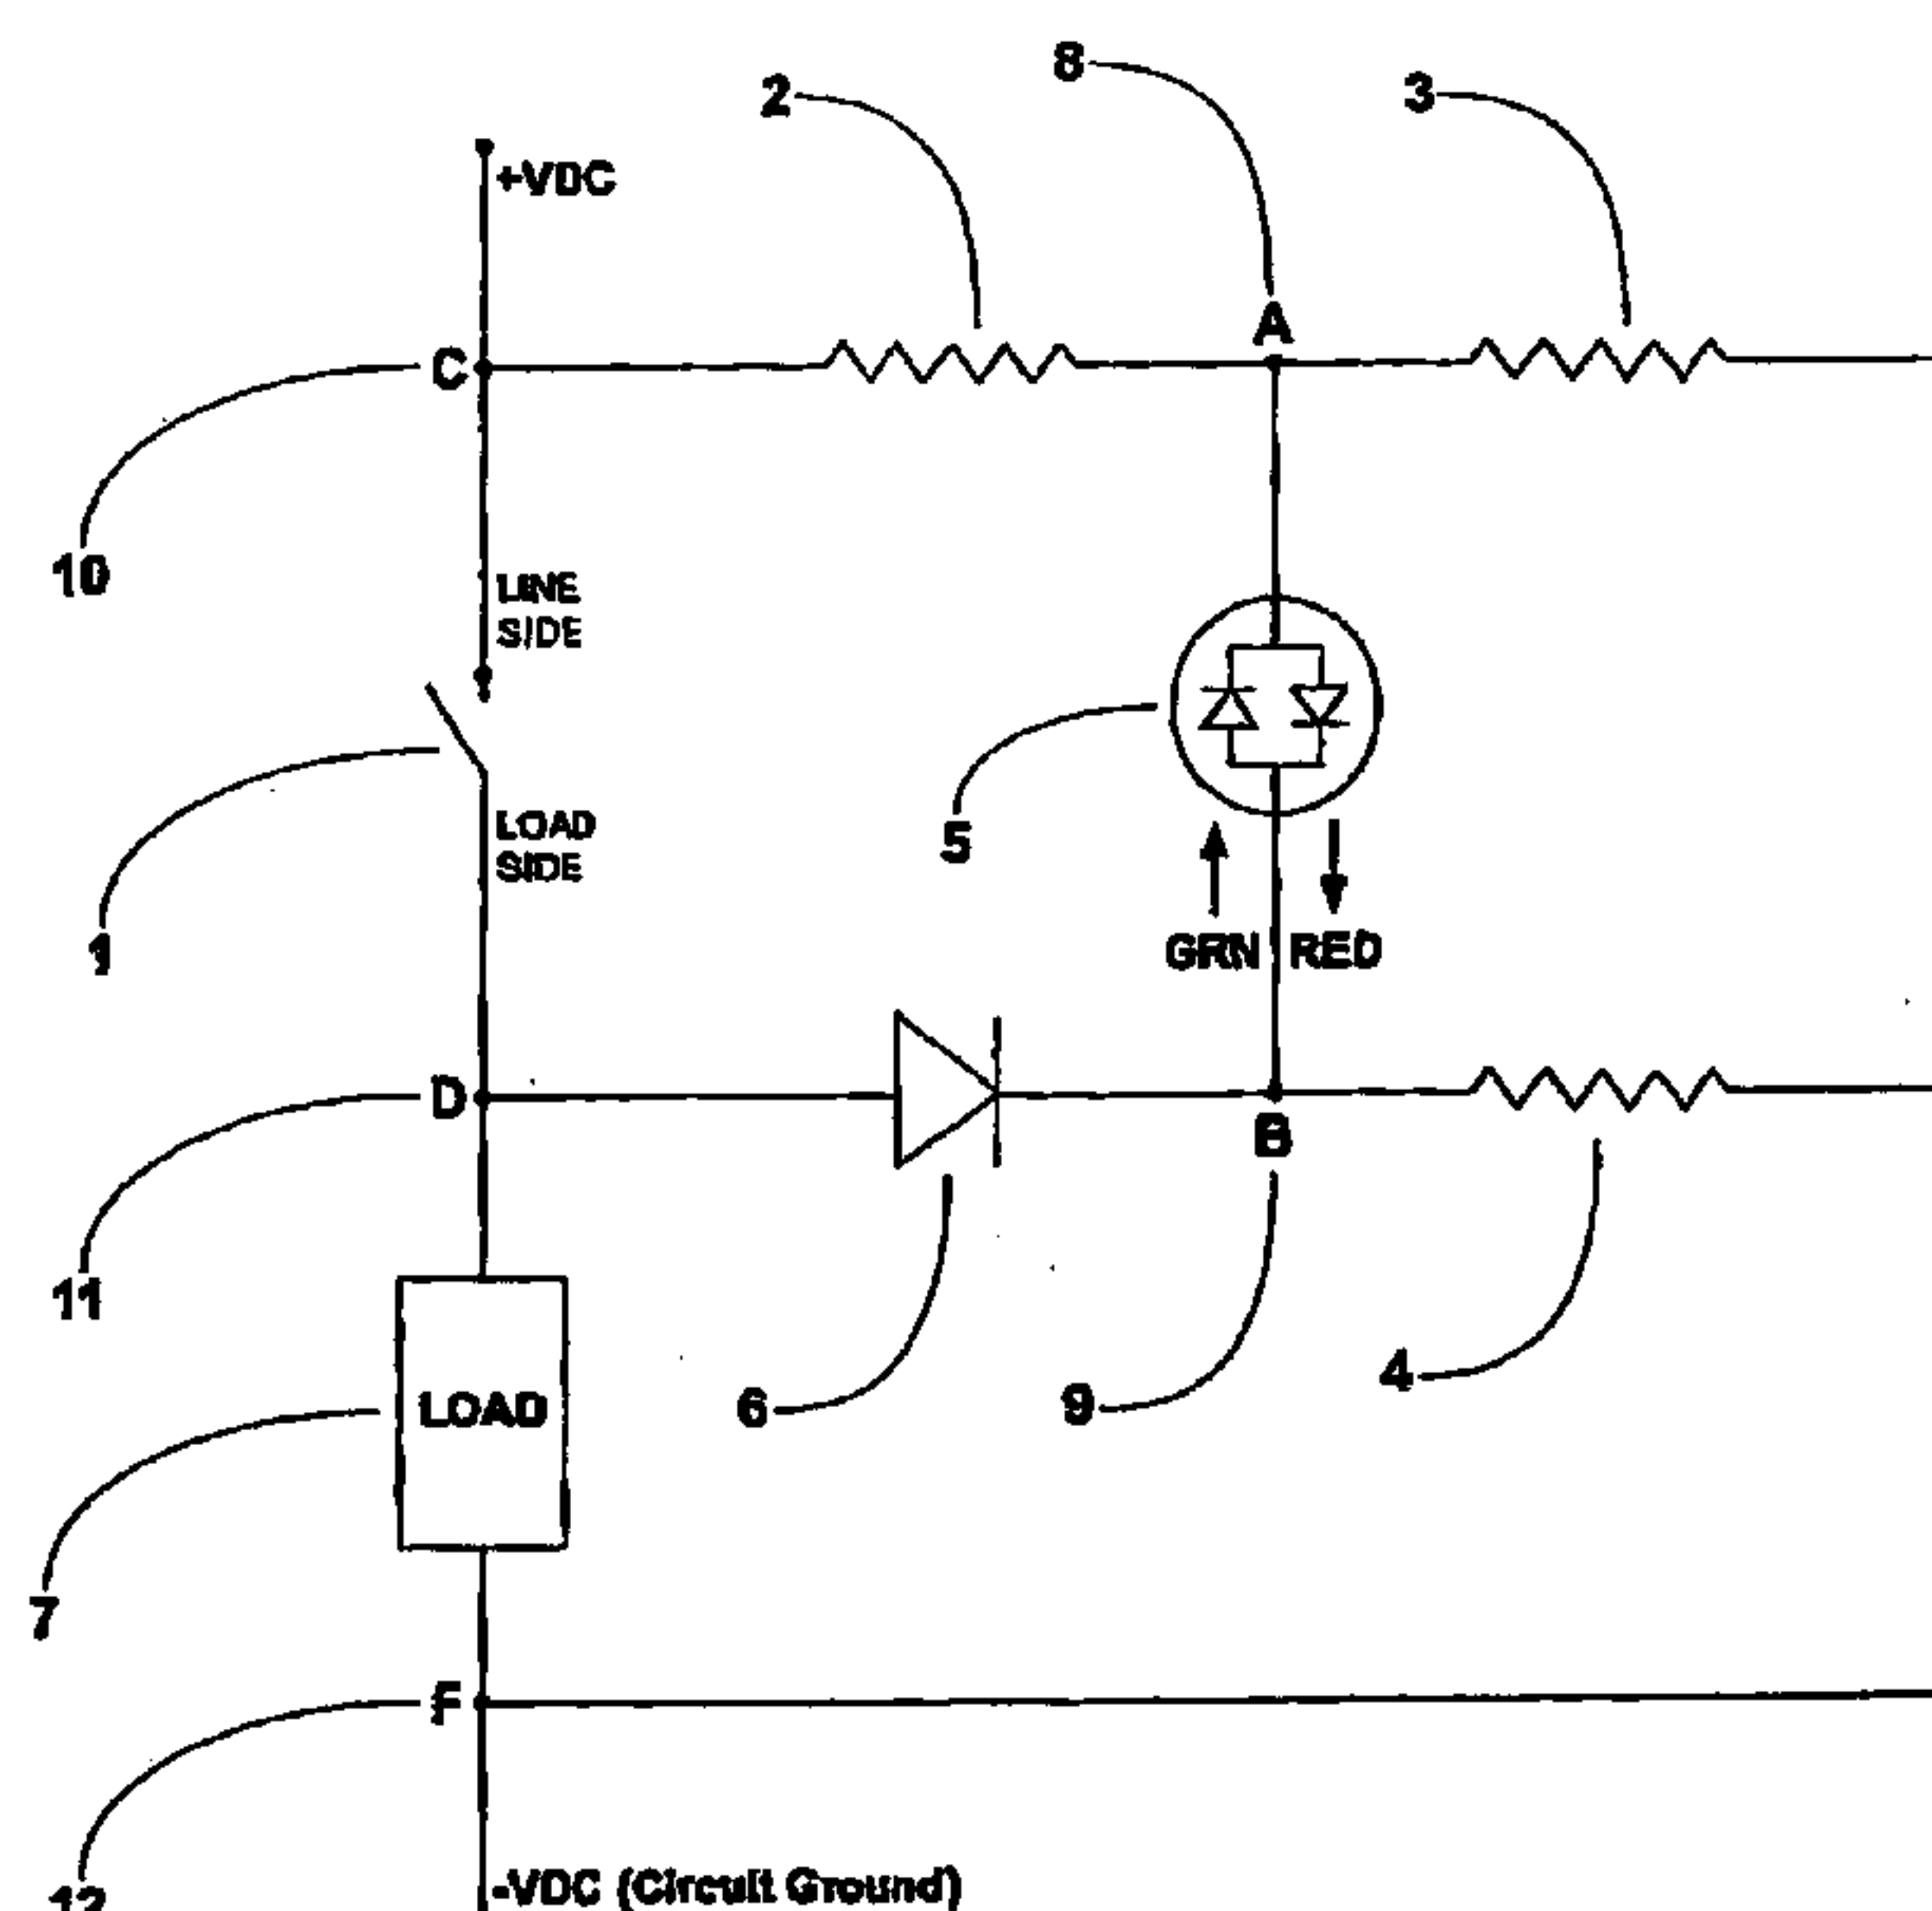 8
2
3
+VDC
A
C
10
LINE
SIDE
LOAD
SIDE
5
1
GRN RED
D
B
11
LOAD
6
9
4
7
F
12
-VDC (Circuit Ground)